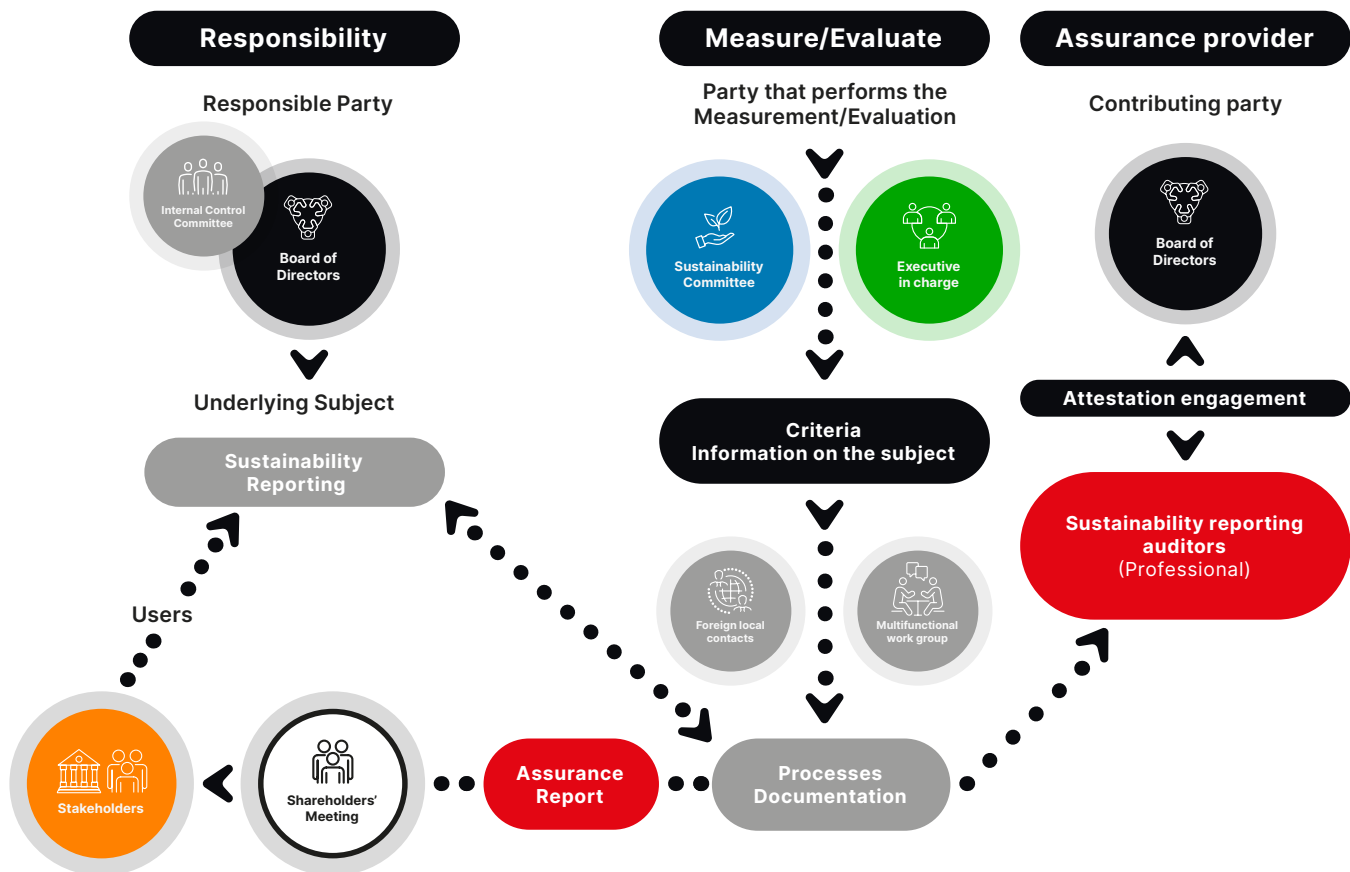 Responsibility
Responsible Party
Internal Control
Committee
Board of
Directors
Underlying Subject
Sustainability
Reporting
Users
Stakeholders
Shareholders’
Meeting
Assurance
Report
Measure/Evaluate
Party that performs the
Measurement/Evaluation
Sustainability
Committee
Executive
in charge
Criteria
Information on the subject
Foreign local
contacts
Multifunctional
work group
Processes
Documentation
Assurance provider
Contributing party
Board of
Directors
Attestation engagement
Sustainability reporting
auditors
(Professional)